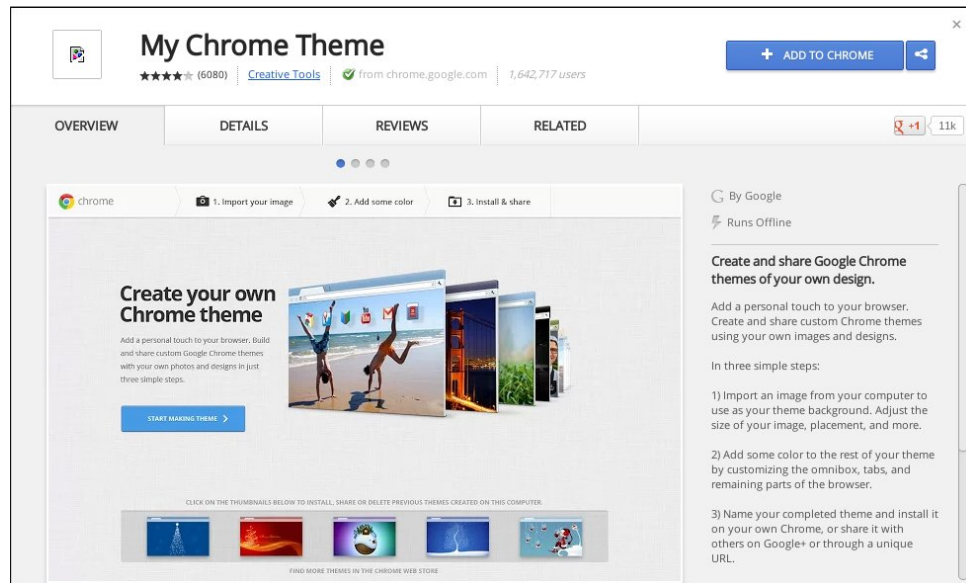 My Chrome Theme
(6080) Creative Tools from chrome.google.com 1,642,717 users
+ ADD TO CHROME
OVERVIEW DETAILS REVIEWS RELATED
+1 11k
chrome 1. Import your image 2. Add some color 3. Install & share
Create your own
Chrome theme
Add a personal touch to your browser. Build
and share custom Google Chrome themes
with your own photos and designs in just
three simple steps.
START MAKING THEME
CLICK ON THE THUMBNAILS BELOW TO INSTALL, SHARE OR DELETE PREVIOUS THEMES CREATED ON THIS COMPUTER.
FIND MORE THEMES IN THE CHROME WEB STORE
By Google
Runs Offline
Create and share Google Chrome
themes of your own design.
Add a personal touch to your browser.
Create and share custom Chrome themes
using your own images and designs.
In three simple steps:
1) Import an image from your computer to
use as your theme background. Adjust the
size of your image, placement, and more.
2) Add some color to the rest of your theme
by customizing the omnibox, tabs, and
remaining parts of the browser.
3) Name your completed theme and install it
on your own Chrome, or share it with
others on Google+ or through a unique
URL.